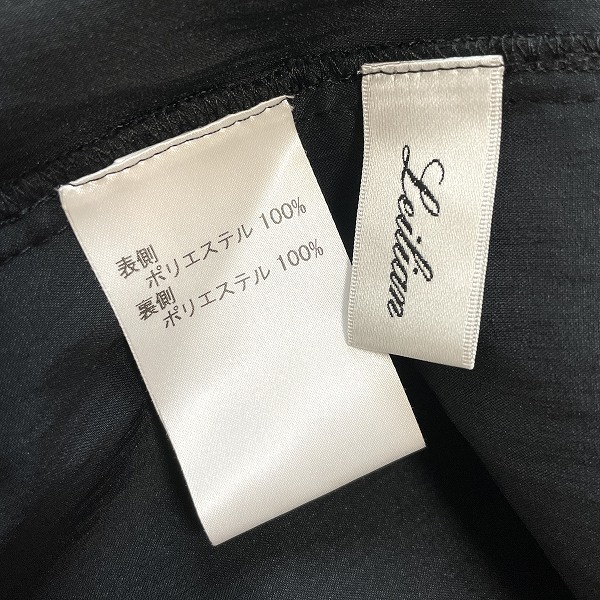 表側
ポリエステル 100%
裏側
ポリエステル 100%
Leilian